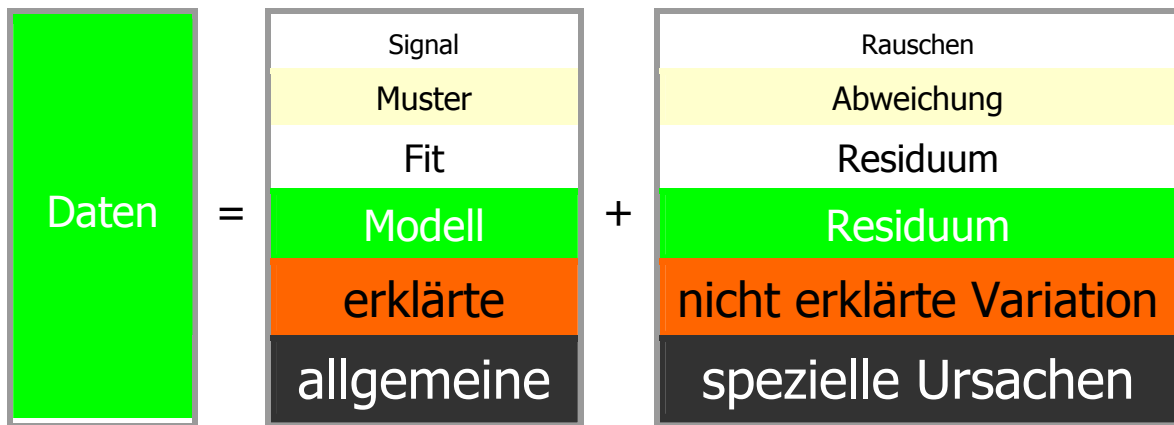 Daten
=
Signal
Muster
Fit
Modell
erklärte
allgemeine
+
Rauschen
Abweichung
Residuum
Residuum
nicht erklärte Variation
spezielle Ursachen